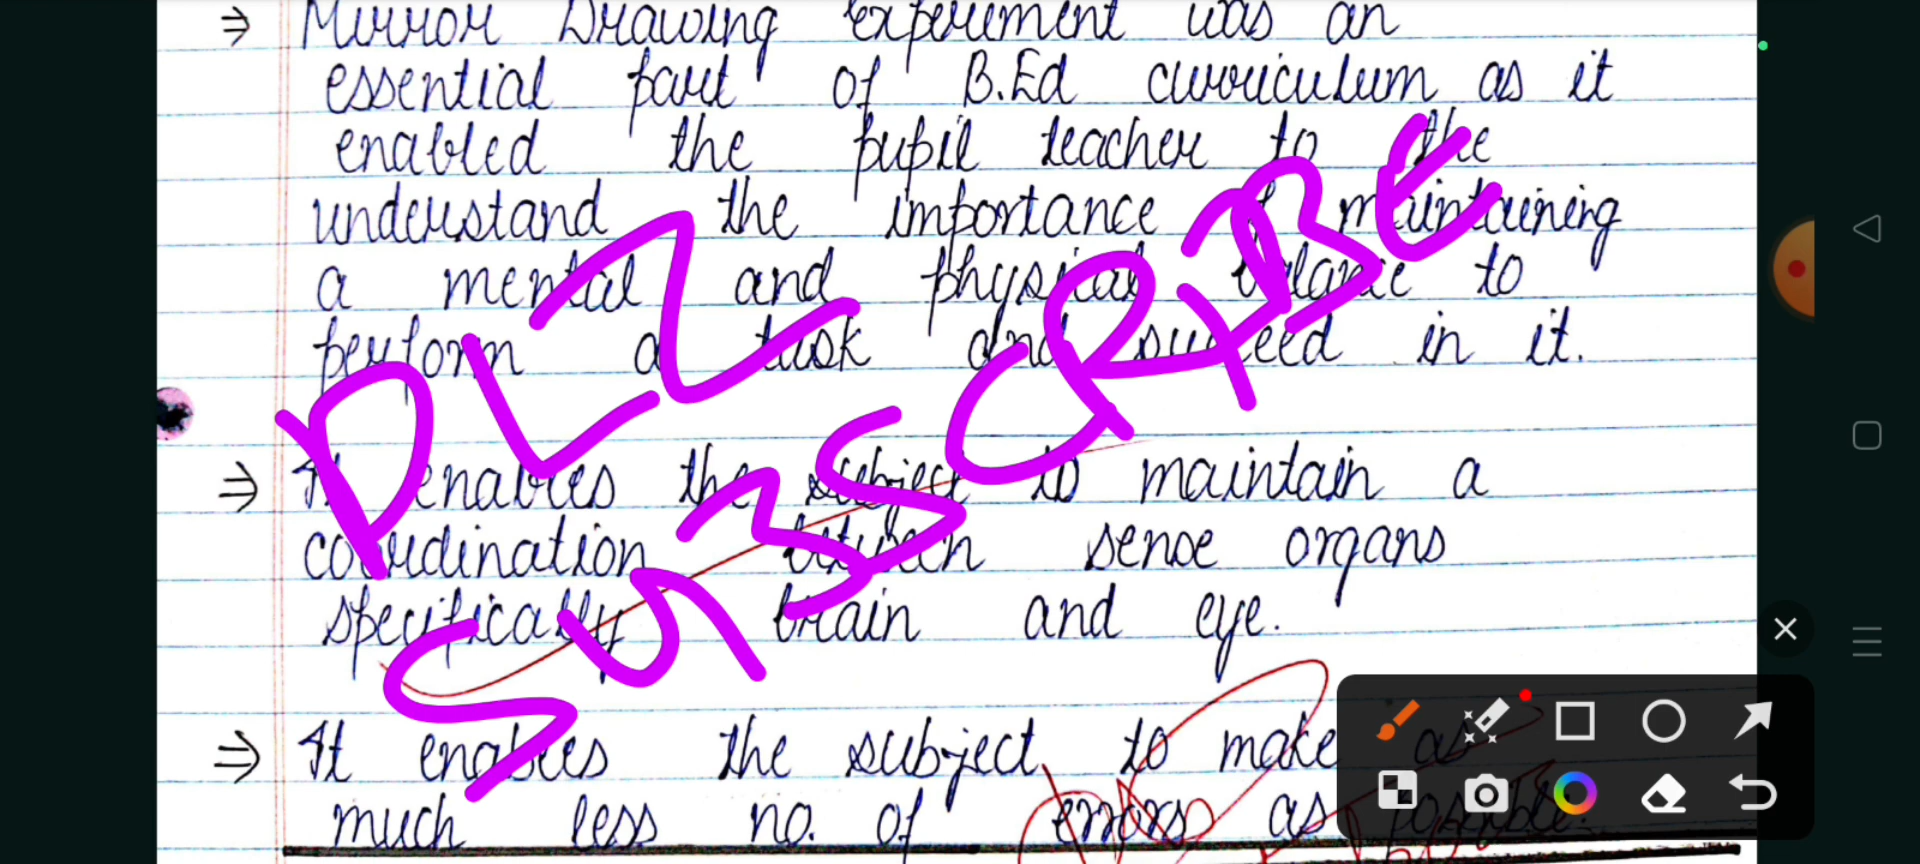 ⇒ Mirror Drawing experiment was an
essential part of B.Ed curriculum as it
enabled the pupil teacher to the
understand the importance of maintaining
a mental and physical balance to
perform a task and succeed in it.
⇒ It enables the subject to maintain a
coordination between sense organs
specifically brain and eye.
⇒ It enables the subject to make as
much less no. of errors as possible.
PLZ
SUBSCRIBE